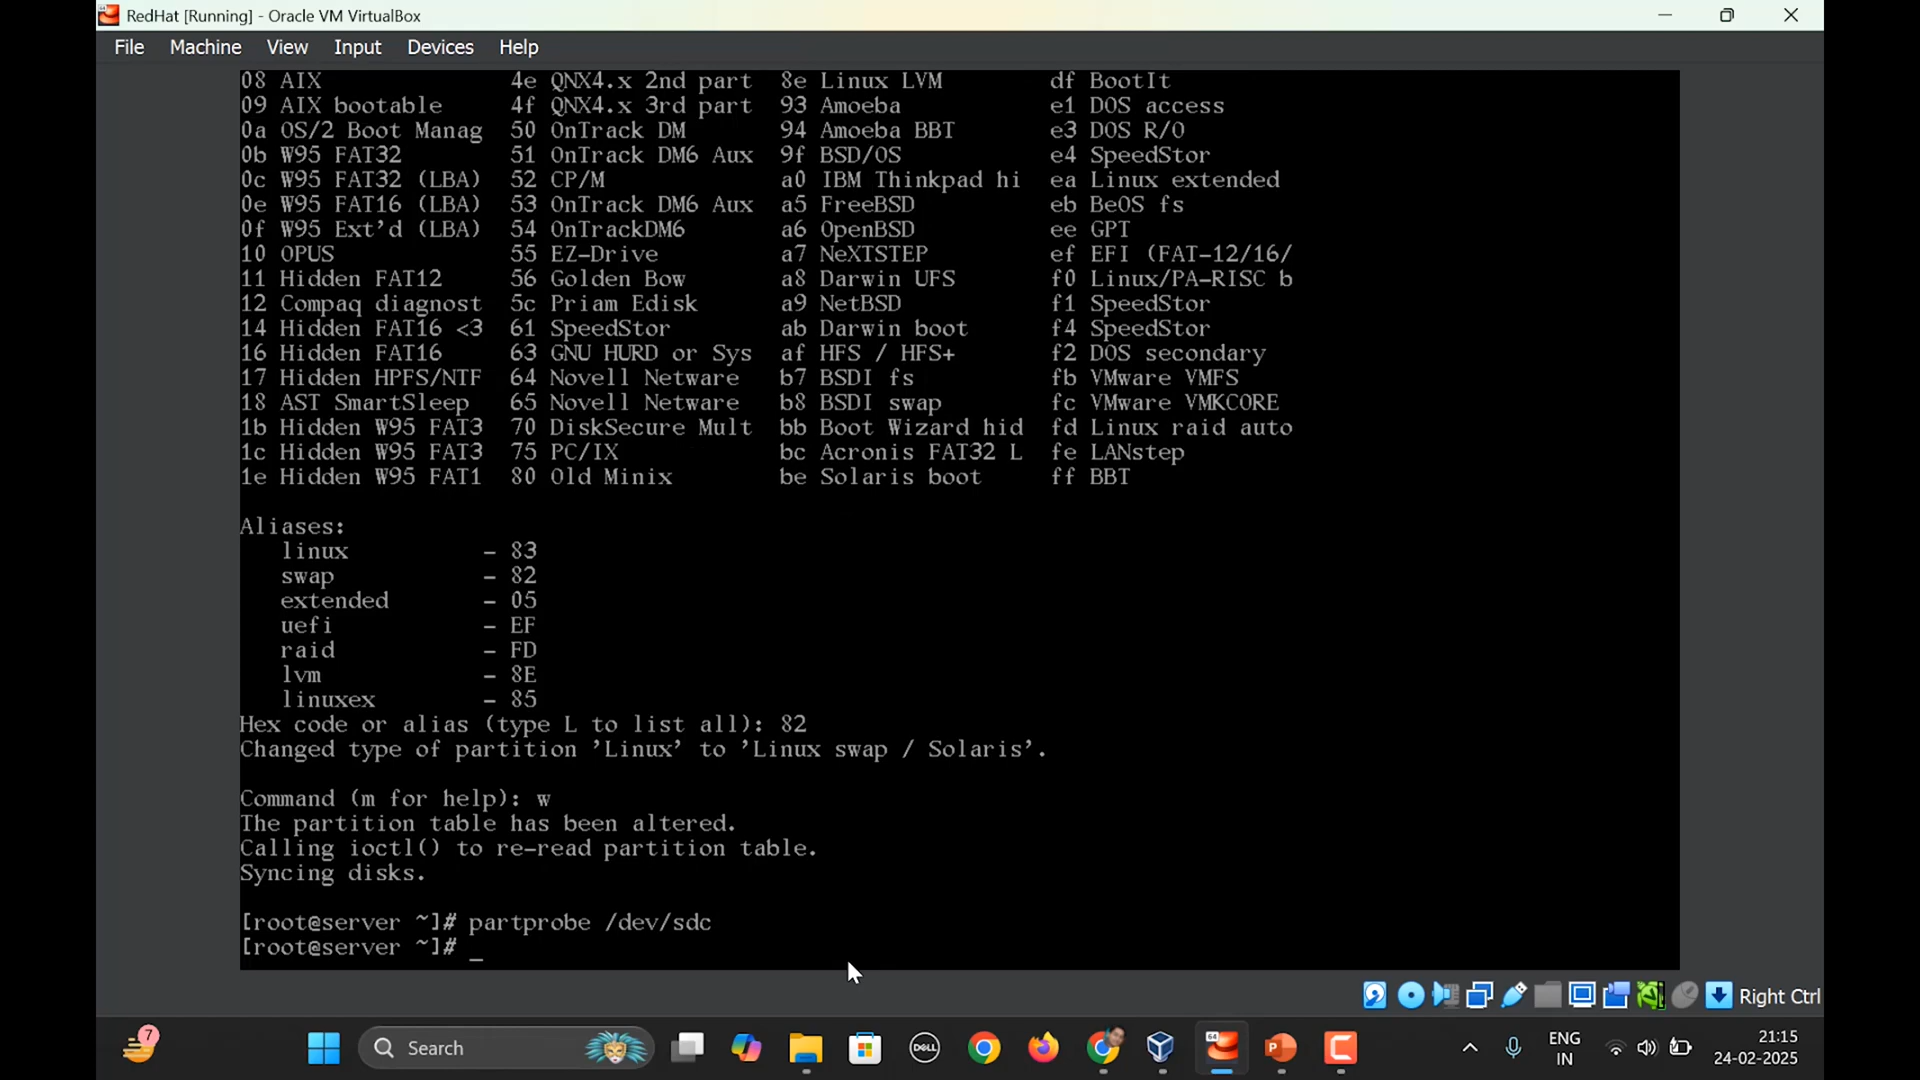 RedHat [Running] - Oracle VM VirtualBox
File Machine View Input Devices Help
08 AIX 4e QNX4.x 2nd part 8e Linux LVM df BootIt
09 AIX bootable 4f QNX4.x 3rd part 93 Amoeba e1 DOS access
0a OS/2 Boot Manag 50 OnTrack DM 94 Amoeba BBT e3 DOS R/O
0b W95 FAT32 51 OnTrack DM6 Aux 9f BSD/OS e4 SpeedStor
0c W95 FAT32 (LBA) 52 CP/M a0 IBM Thinkpad hi ea Linux extended
0e W95 FAT16 (LBA) 53 OnTrack DM6 Aux a5 FreeBSD eb BeOS fs
0f W95 Ext'd (LBA) 54 OnTrackDM6 a6 OpenBSD ee GPT
10 OPUS 55 EZ-Drive a7 NeXTSTEP ef EFI (FAT-12/16/
11 Hidden FAT12 56 Golden Bow a8 Darwin UFS f0 Linux/PA-RISC b
12 Compaq diagnost 5c Priam Edisk a9 NetBSD f1 SpeedStor
14 Hidden FAT16 <3 61 SpeedStor ab Darwin boot f4 SpeedStor
16 Hidden FAT16 63 GNU HURD or Sys af HFS / HFS+ f2 DOS secondary
17 Hidden HPFS/NTF 64 Novell Netware b7 BSDI fs fb VMware VMFS
18 AST SmartSleep 65 Novell Netware b8 BSDI swap fc VMware VMKCORE
1b Hidden W95 FAT3 70 DiskSecure Mult bb Boot Wizard hid fd Linux raid auto
1c Hidden W95 FAT3 75 PC/IX bc Acronis FAT32 L fe LANstep
1e Hidden W95 FAT1 80 Old Minix be Solaris boot ff BBT
Aliases:
linux - 83
swap - 82
extended - 05
uefi - EF
raid - FD
lvm - 8E
linuxex - 85
Hex code or alias (type L to list all): 82
Changed type of partition 'Linux' to 'Linux swap / Solaris'.
Command (m for help): w
The partition table has been altered.
Calling ioctl() to re-read partition table.
Syncing disks.
[root@server ~]# partprobe /dev/sdc
[root@server ~]# _
Right Ctrl
7
Search
DELL
64
ENG
IN
21:15
24-02-2025